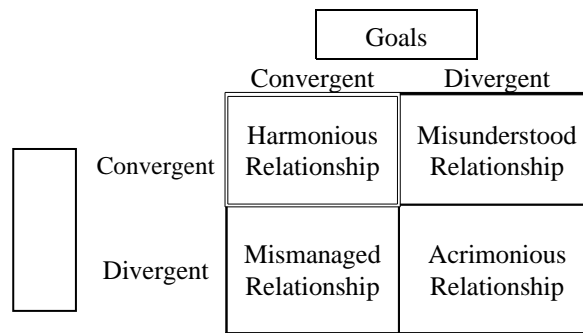 Goals
Convergent Divergent
Harmonious Misunderstood
Convergent
Relationship Relationship
Mismanaged Acrimonious
Divergent
Relationship Relationship